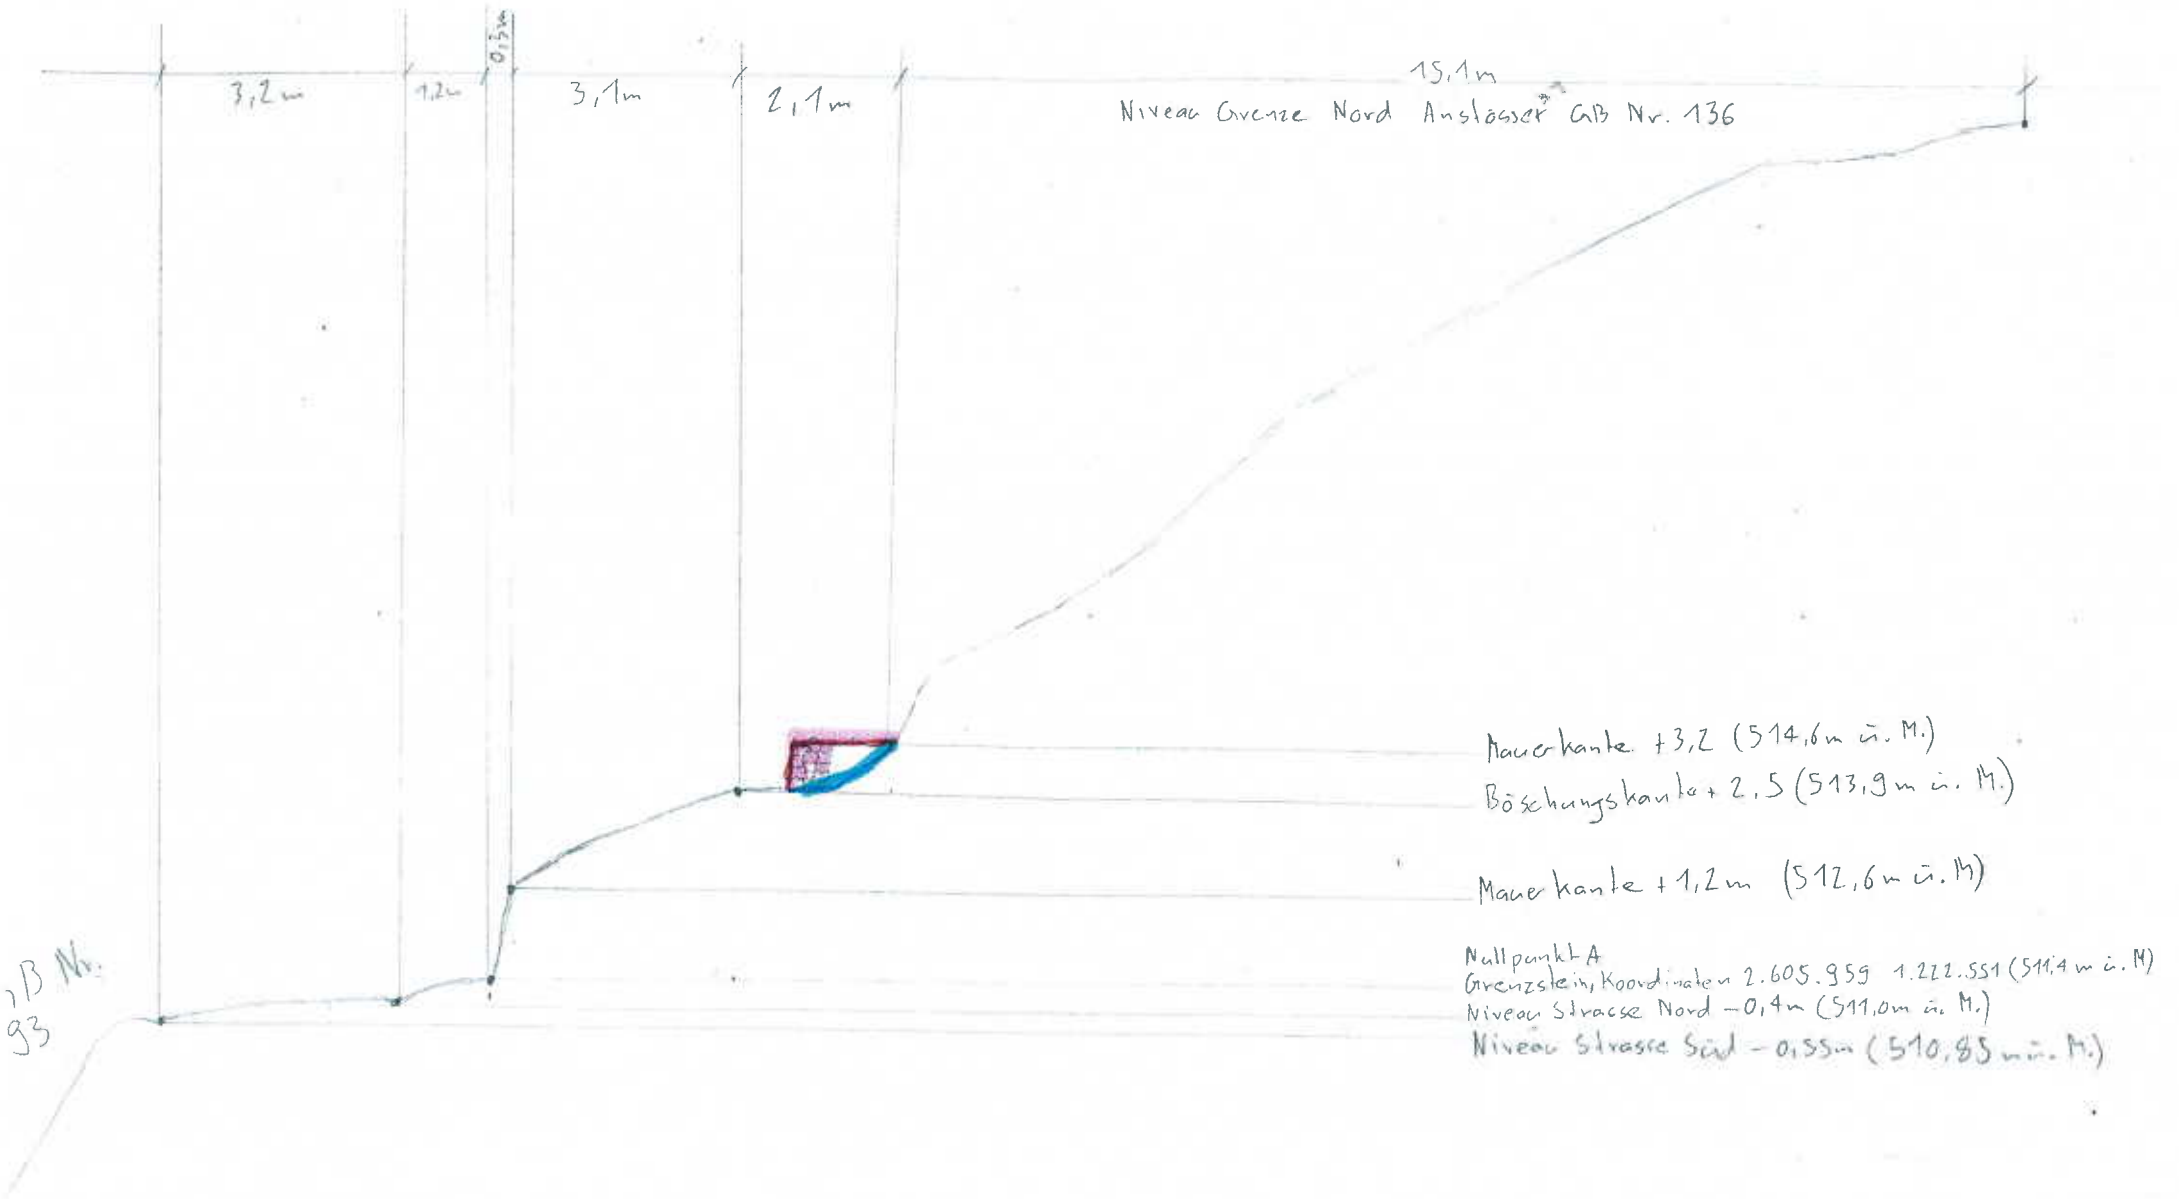 0,3m
3,2m
1,2m
3,1m
2,1m
15,1m
Niveau Grenze Nord Anstösser GB Nr. 136
Mauerkante +3,2 (514,6m ü. M.)
Böschungskante + 2,5 (513,9m ü. M.)
Mauerkante +1,2m (512,6m ü. M)
Nullpunkt A
Grenzstein, Koordinaten 2.605.959 1.222.551 (511,4 m ü. M)
Niveau Strasse Nord -0,4m (511,0m ü. M.)
Niveau Strasse Süd -0,55m (510,85 m ü. M.)
B Nr.
93